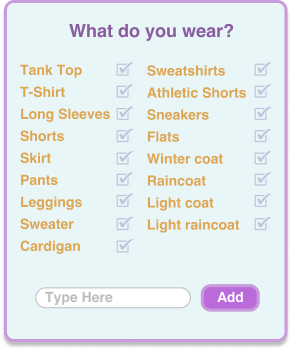 What do you wear?
Tank Top
T-Shirt
Long Sleeves
Shorts
Skirt
Pants
Leggings
Sweater
Cardigan
Sweatshirts
Athletic Shorts
Sneakers
Flats
Winter coat
Raincoat
Light coat
Light raincoat
Type Here
Add